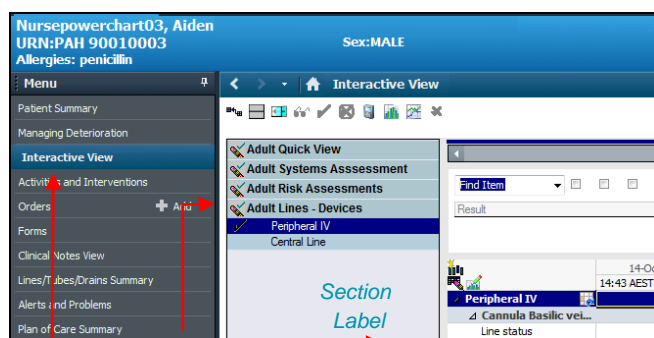 Nursepowerchart03, Aiden
URN:PAH 90010003
Sex:MALE
Allergies: penicillin
Menu
Interactive View
Patient Summary
Managing Deterioration
Interactive View
Activities and Interventions
Orders
Add
Forms
Clinical Notes View
Lines/Tubes/Drains Summary
Alerts and Problems
Plan of Care Summary
Adult Quick View
Adult Systems Asssessment
Adult Risk Assessments
Adult Lines - Devices
Peripheral IV
Central Line
Section
Label
Find Item
Result
14-Oc
14:43 AEST
Peripheral IV
Cannula Basilic vei...
Line status